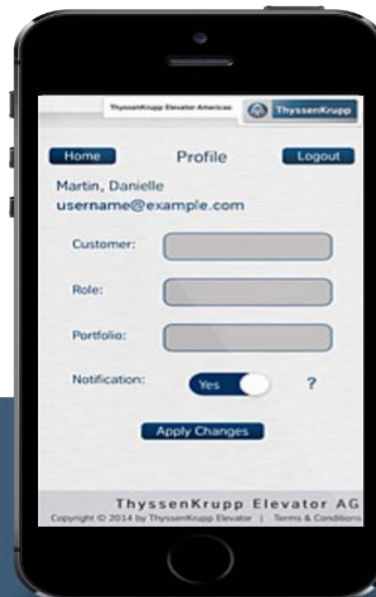 ThyssenKrupp Elevator Americas ThyssenKrupp
Home Profile Logout
Martin, Danielle
username@example.com
Customer:
Role:
Portfolio:
Notification: Yes ?
Apply Changes
ThyssenKrupp Elevator AG
Copyright © 2014 by ThyssenKrupp Elevator | Terms & Conditions